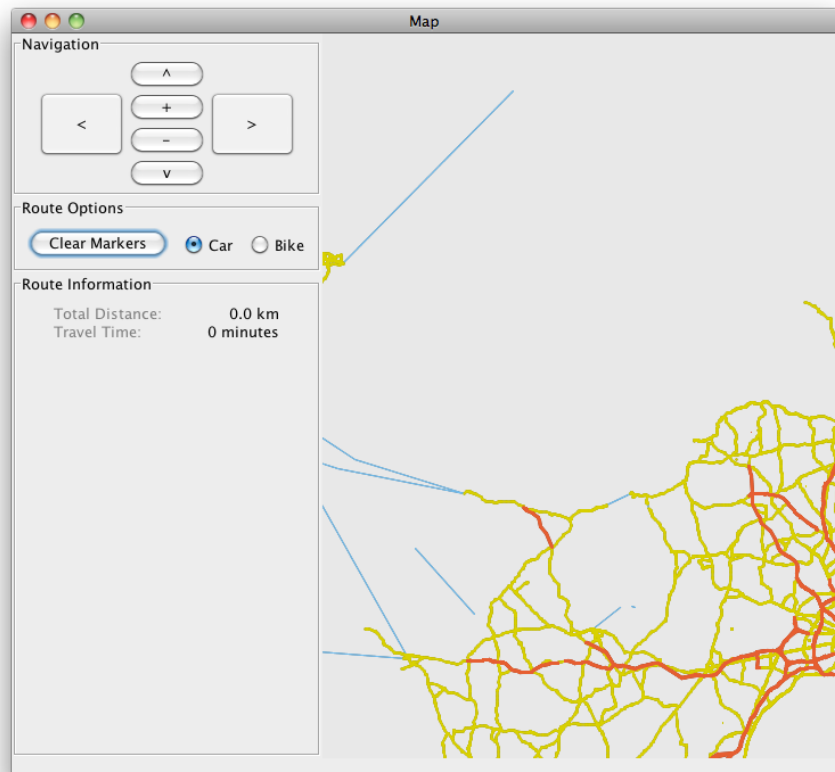 Map
Navigation
^
+
< >
-
v
Route Options
Clear Markers Car Bike
Route Information
Total Distance: 0.0 km
Travel Time: 0 minutes